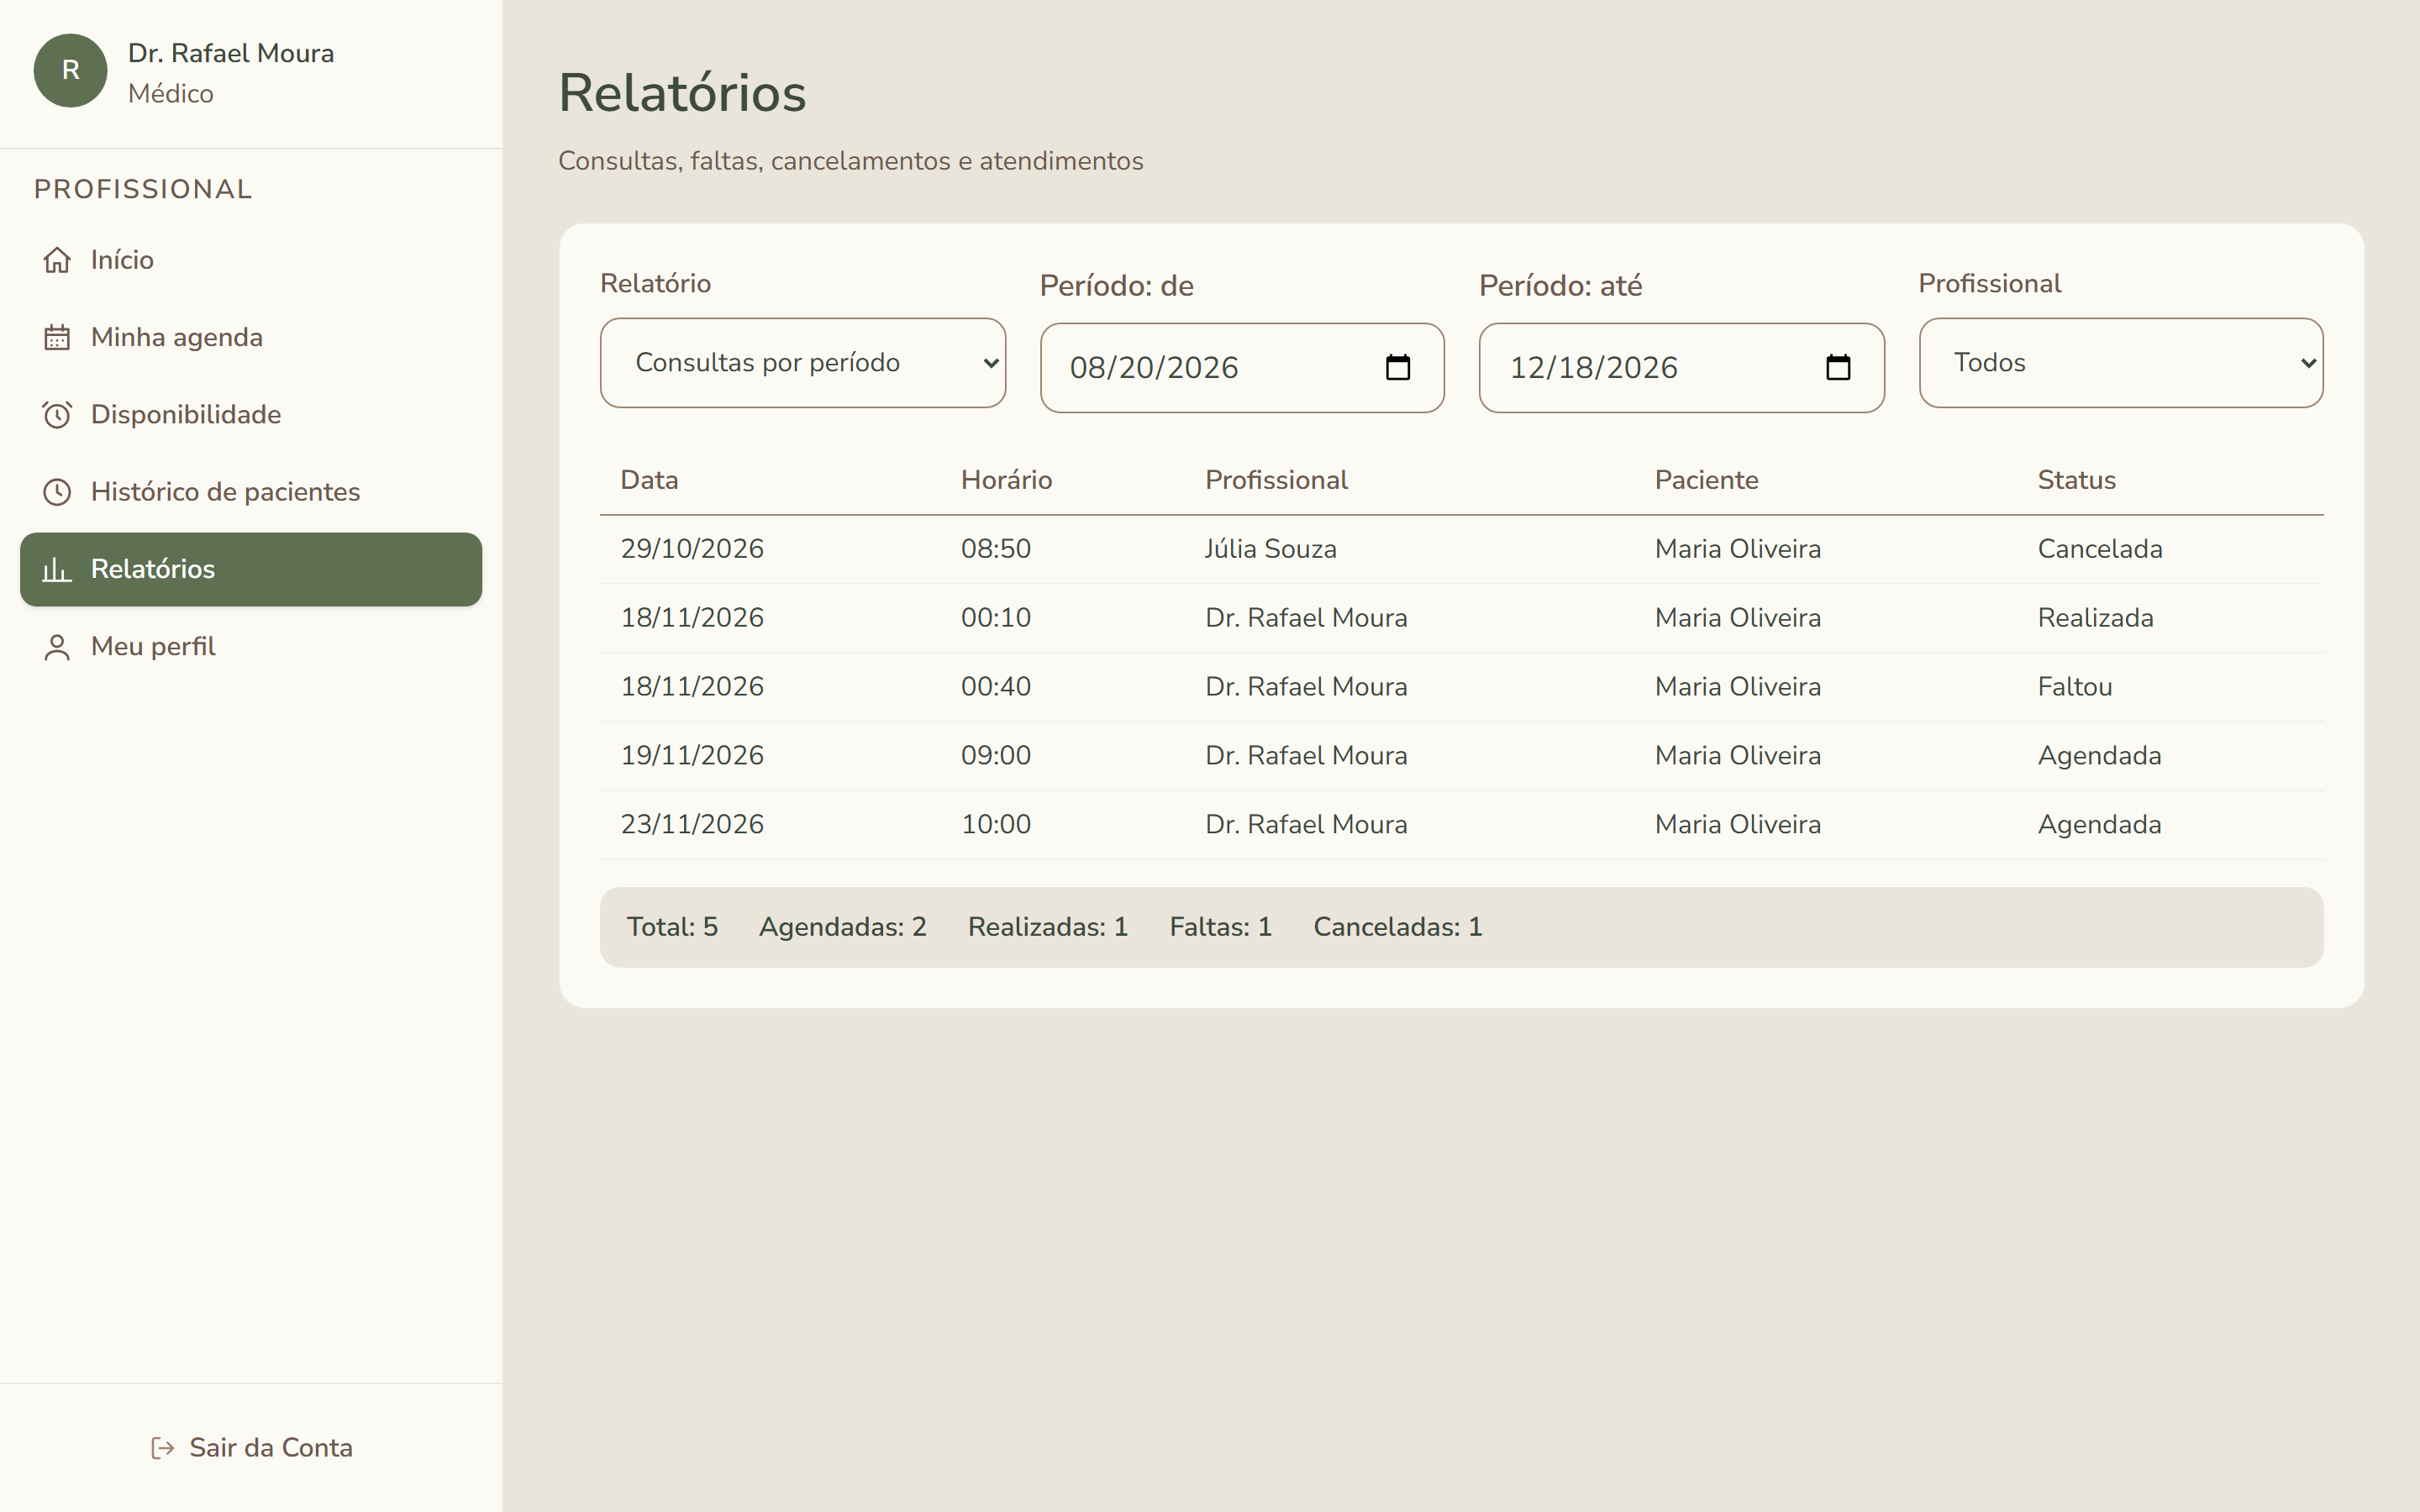 R
Dr. Rafael Moura
Médico
PROFISSIONAL
Início
Minha agenda
Disponibilidade
Histórico de pacientes
Relatórios
Meu perfil
Sair da Conta
Relatórios
Consultas, faltas, cancelamentos e atendimentos
Relatório Período: de Período: até Profissional
Consultas por período 08/20/2026 12/18/2026 Todos
Data Horário Profissional Paciente Status
29/10/2026 08:50 Júlia Souza Maria Oliveira Cancelada
18/11/2026 00:10 Dr. Rafael Moura Maria Oliveira Realizada
18/11/2026 00:40 Dr. Rafael Moura Maria Oliveira Faltou
19/11/2026 09:00 Dr. Rafael Moura Maria Oliveira Agendada
23/11/2026 10:00 Dr. Rafael Moura Maria Oliveira Agendada
Total: 5 Agendadas: 2 Realizadas: 1 Faltas: 1 Canceladas: 1